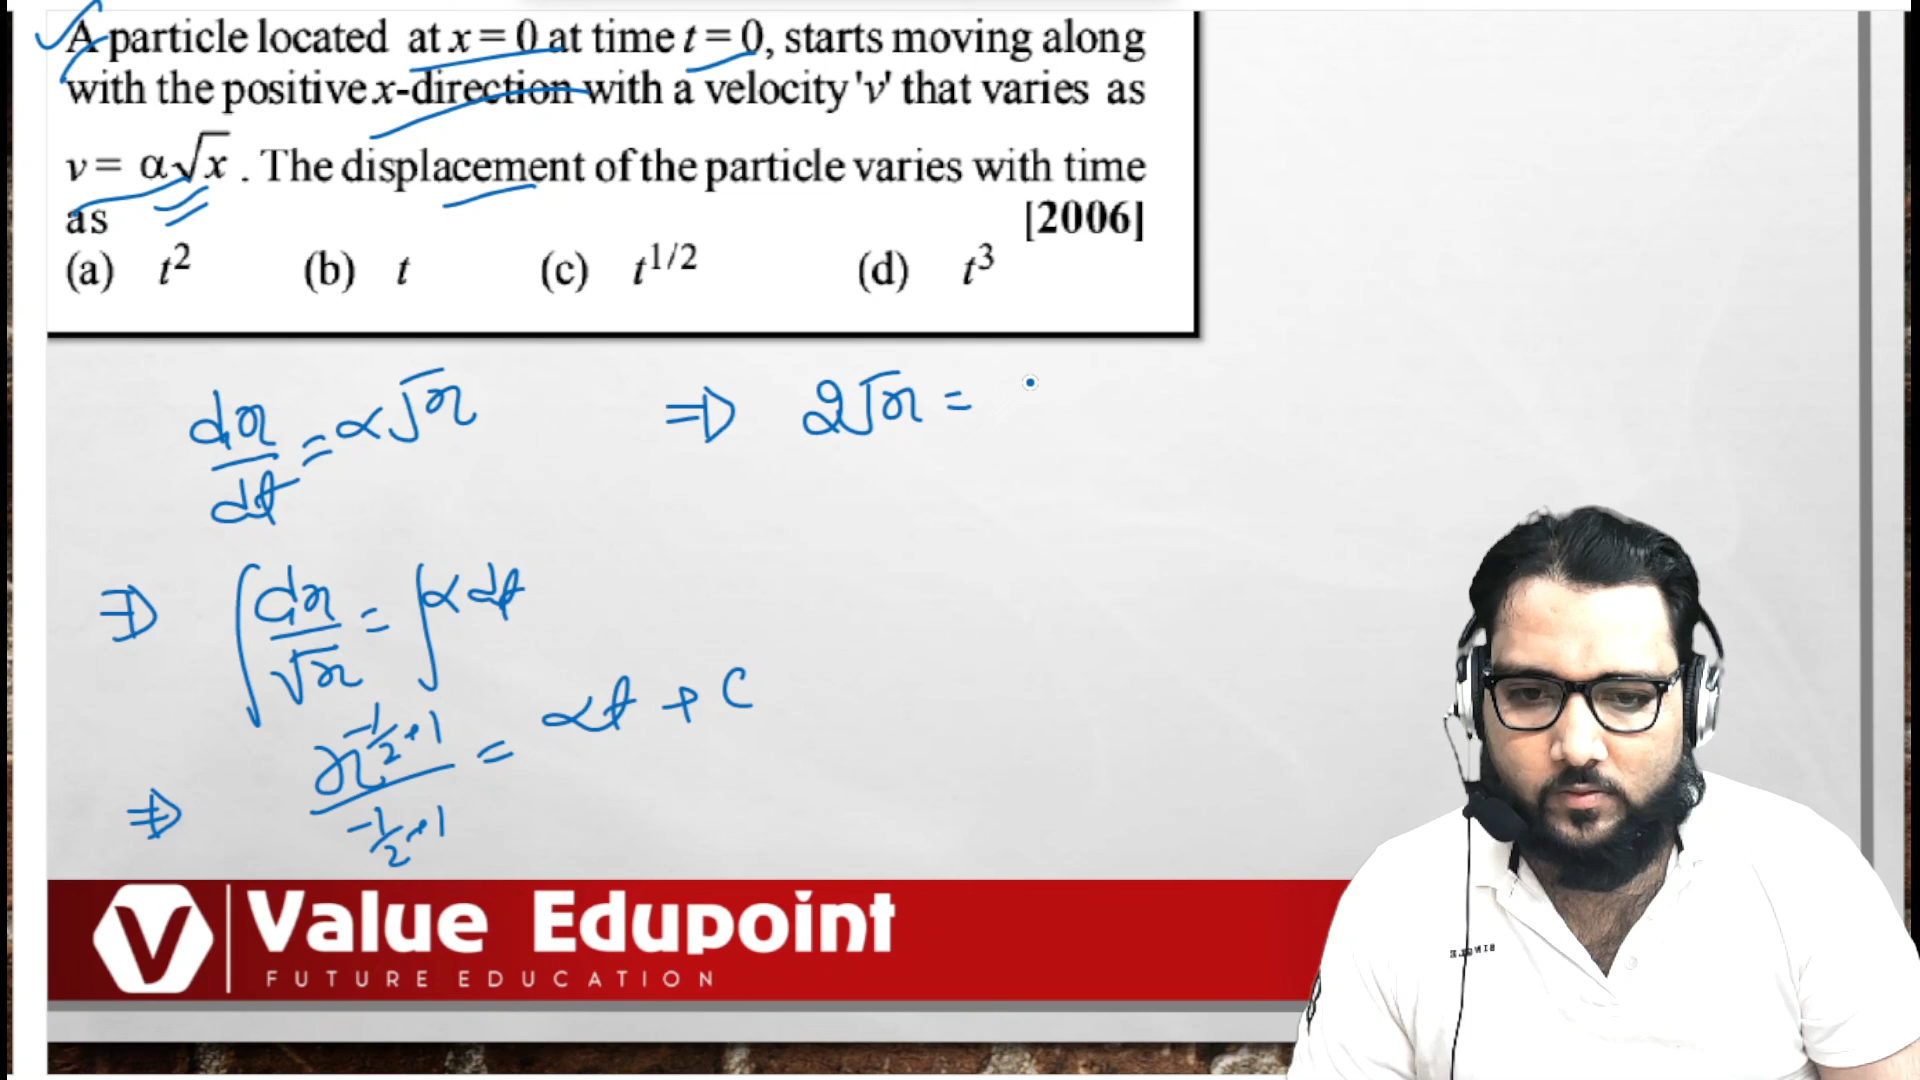 A particle located at x = 0 at time t = 0, starts moving along
with the positive x-direction with a velocity 'v' that varies as
v = α√x . The displacement of the particle varies with time
as [2006]
(a) t² (b) t (c) t^1/2 (d) t³
dx/dt = α√x
⇒ ∫dx/√x = ∫α dt
⇒ x^(-1/2+1)/(-1/2+1) = αt + C
⇒ 2√x =
Value Edupoint
FUTURE EDUCATION